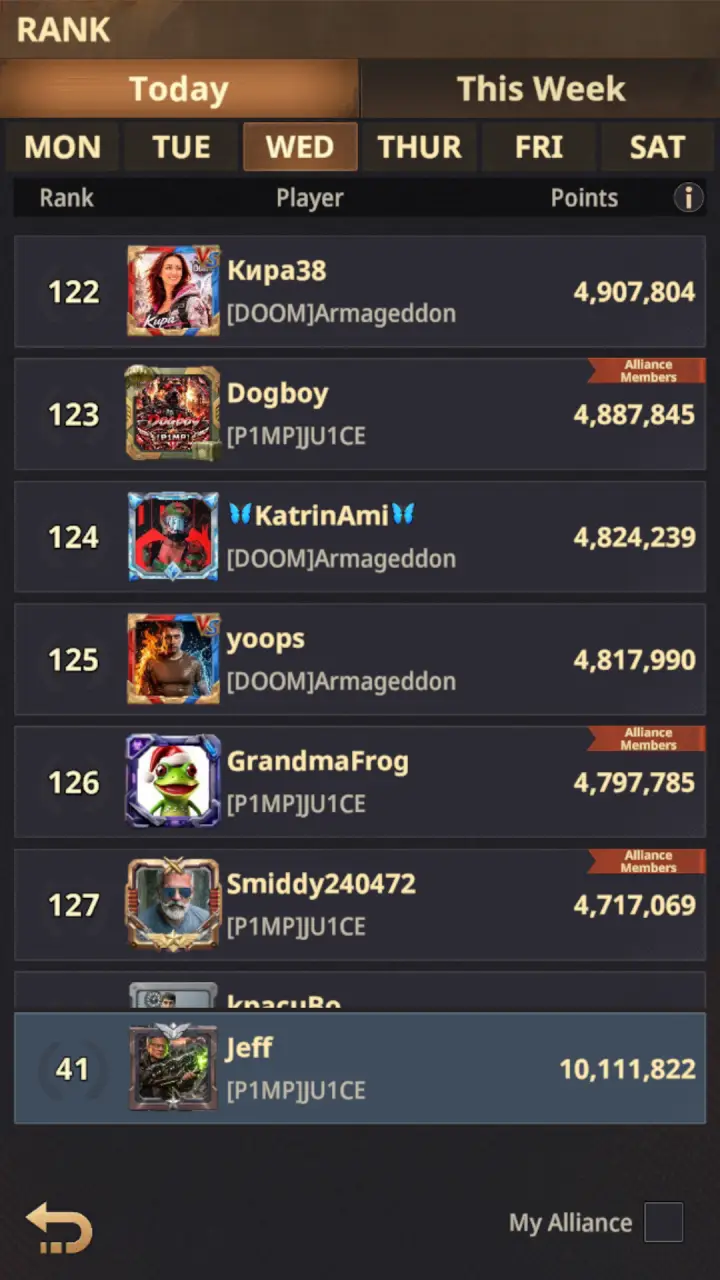 RANK
Today
This Week
MON
TUE
WED
THUR
FRI
SAT
Rank
Player
Points
i
122
Кира38
[DOOM]Armageddon
4,907,804
Alliance
Members
123
Dogboy
[P1MP]JU1CE
4,887,845
124
KatrinAmi
[DOOM]Armageddon
4,824,239
125
yoops
[DOOM]Armageddon
4,817,990
Alliance
Members
126
GrandmaFrog
[P1MP]JU1CE
4,797,785
Alliance
Members
127
Smiddy240472
[P1MP]JU1CE
4,717,069
41
Jeff
[P1MP]JU1CE
10,111,822
My Alliance